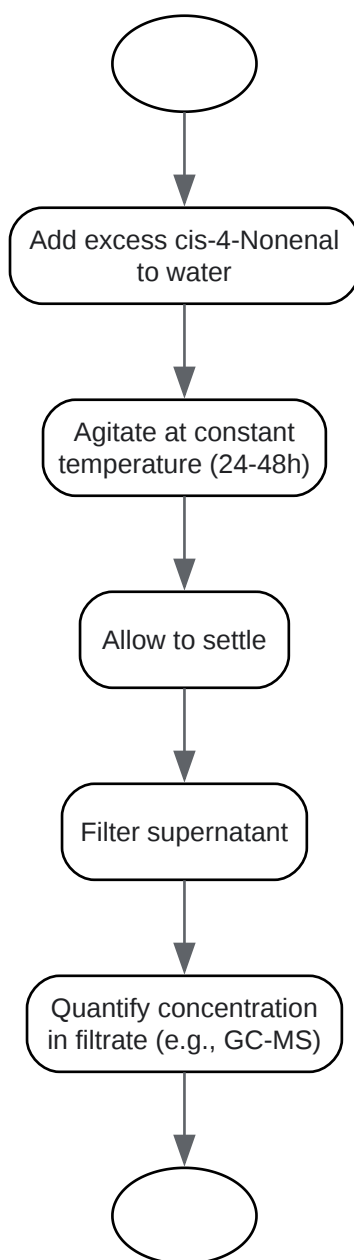 Add excess cis-4-Nonenal
to water
Agitate at constant
temperature (24-48h)
Allow to settle
Filter supernatant
Quantify concentration
in filtrate (e.g., GC-MS)